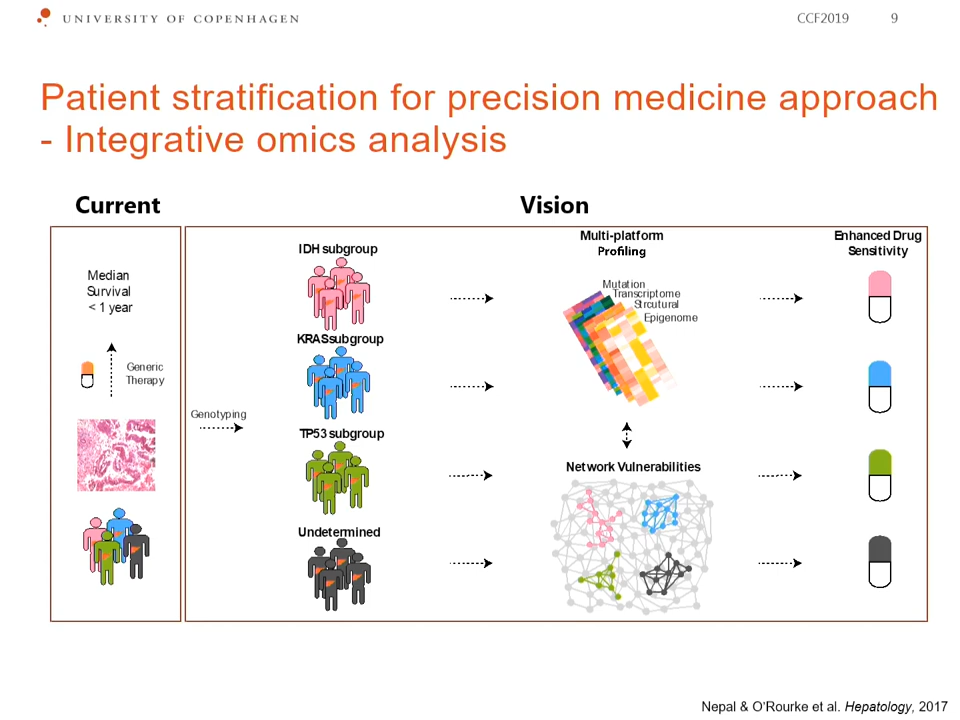 UNIVERSITY OF COPENHAGEN
CCF2019 9
Patient stratification for precision medicine approach
- Integrative omics analysis
Current
Vision
Median
Survival
< 1 year
Generic
Therapy
Genotyping
IDH subgroup
KRASsubgroup
TP53 subgroup
Undetermined
Multi-platform
Profiling
Mutation
Transcriptome
Strcutural
Epigenome
Network Vulnerabilities
Enhanced Drug
Sensitivity
Nepal & O'Rourke et al. Hepatology, 2017